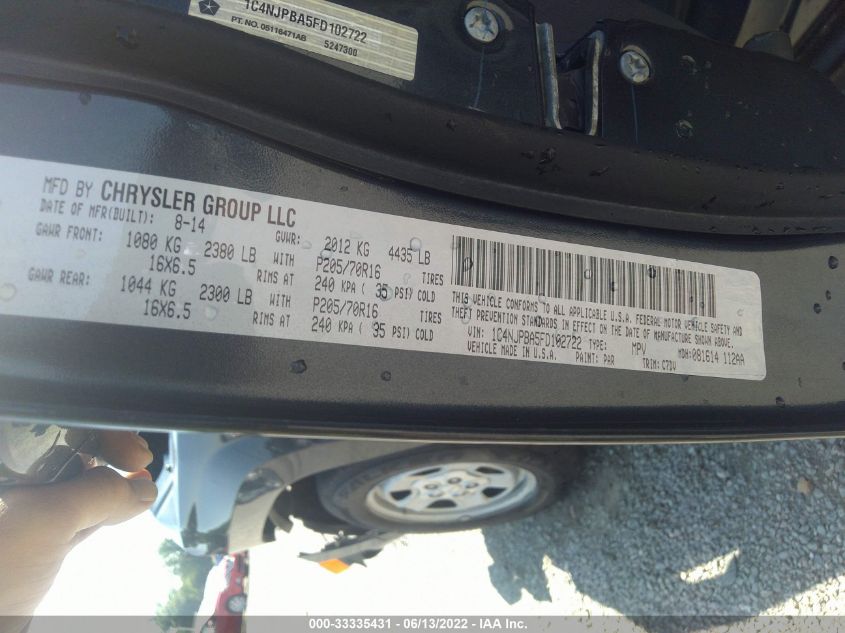 1C4NJPBA5FD102722
PT. NO. 05116471AB 5247300
MFD BY CHRYSLER GROUP LLC
DATE OF MFR(BUILT): 8-14 GVWR: 2012 KG 4435 LB
GAWR FRONT: 1080 KG 2380 LB WITH P205/70R16 TIRES
16X6.5 RIMS AT 240 KPA ( 35 PSI) COLD
GAWR REAR: 1044 KG 2300 LB WITH P205/70R16 TIRES
16X6.5 RIMS AT 240 KPA ( 35 PSI) COLD
THIS VEHICLE CONFORMS TO ALL APPLICABLE U.S.A. FEDERAL MOTOR VEHICLE SAFETY AND
THEFT PREVENTION STANDARDS IN EFFECT ON THE DATE OF MANUFACTURE SHOWN ABOVE.
VIN: 1C4NJPBA5FD102722 TYPE: MPV MDH: 081614 112AA
VEHICLE MADE IN U.S.A. PAINT: PAR TRIM: C7DV
000-33335431 - 06/13/2022 - IAA Inc.